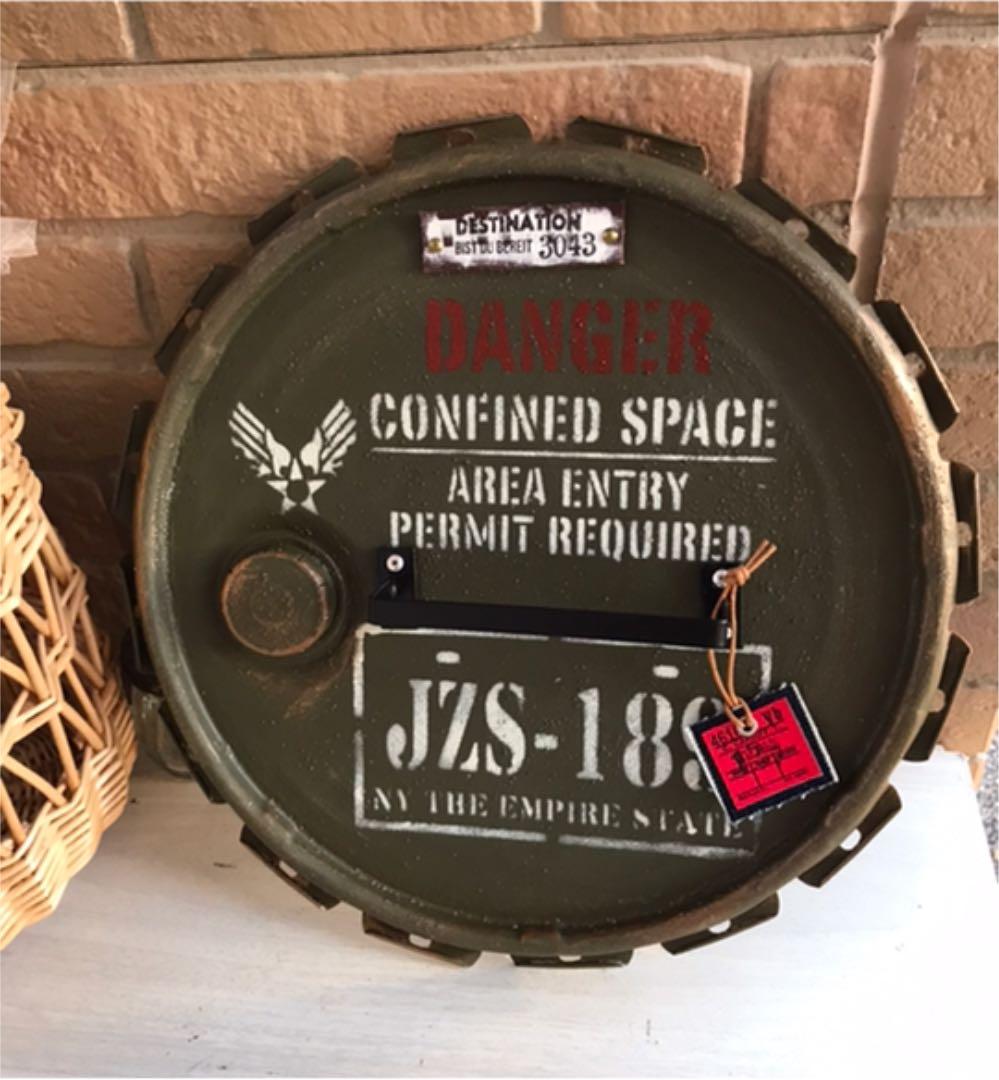 DESTINATION
BIST DU BEREIT 3043
DANGER
CONFINED SPACE
AREA ENTRY
PERMIT REQUIRED
JZS-18
NY THE EMPIRE STATE